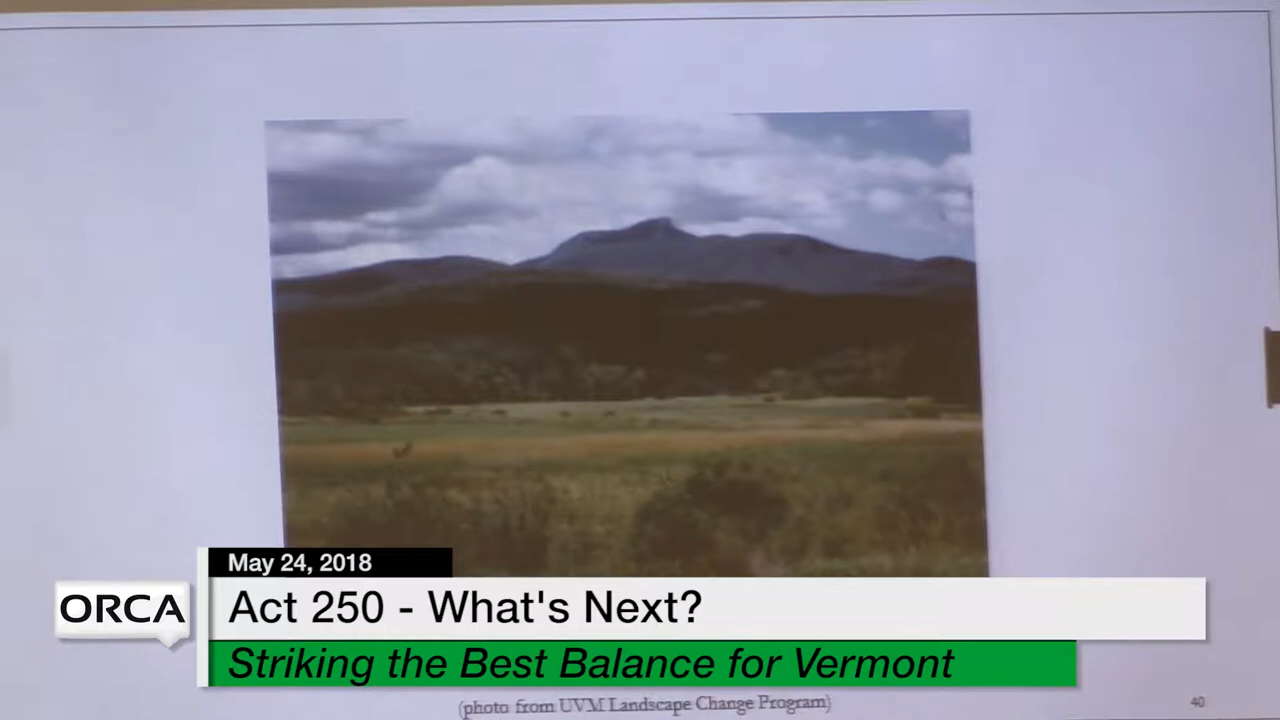 May 24, 2018
ORCA
Act 250 - What's Next?
Striking the Best Balance for Vermont
(photo from UVM Landscape Change Program)
40